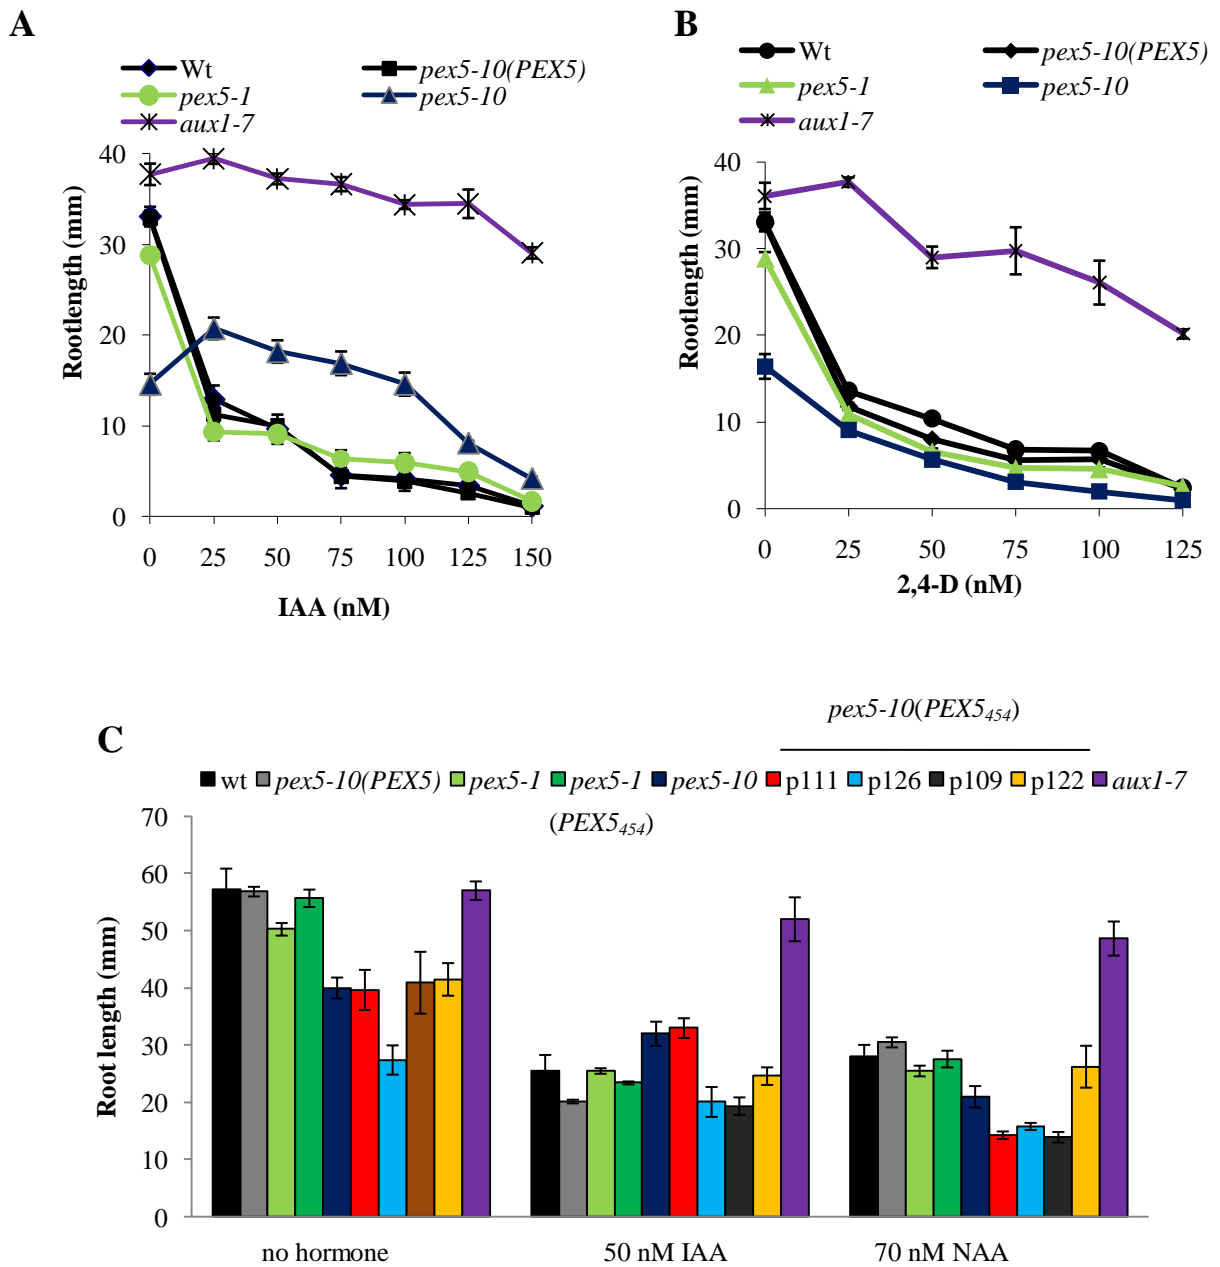 A
Wt
pex5-10(PEX5)
pex5-1
pex5-10
aux1-7
40
30
20
10
0
Rootlength (mm)
0 25 50 75 100 125 150
IAA (nM)
B
Wt
pex5-10(PEX5)
pex5-1
pex5-10
aux1-7
40
30
20
10
0
Rootlength (mm)
0 25 50 75 100 125
2,4-D (nM)
pex5-10(PEX5454)
C
wt pex5-10(PEX5) pex5-1 pex5-1 pex5-10 p111 p126 p109 p122 aux1-7
(PEX5454)
70
60
50
40
30
20
10
0
Root length (mm)
no hormone 50 nM IAA 70 nM NAA